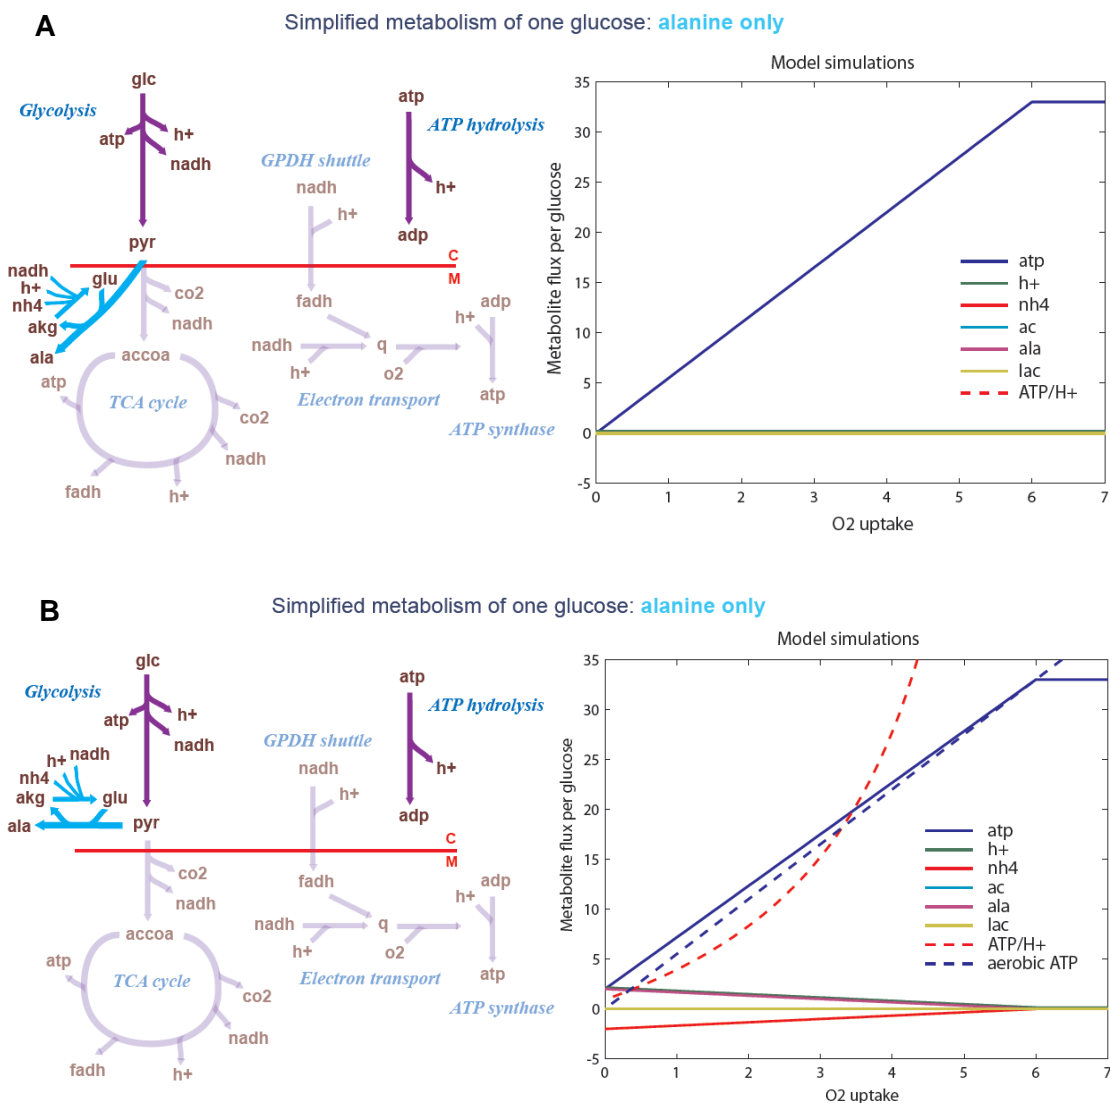 A
Simplified metabolism of one glucose: alanine only
glc
Glycolysis
atp
h+
nadh
pyr
GPDH shuttle
nadh
h+
atp
ATP hydrolysis
h+
adp
C
M
nadh
h+
nh4
glu
akg
ala
co2
nadh
accoa
atp
TCA cycle
co2
nadh
fadh
h+
fadh
nadh
h+
q
o2
Electron transport
adp
h+
atp
ATP synthase
Model simulations
Metabolite flux per glucose
35
30
25
20
15
10
5
0
-5
0 1 2 3 4 5 6 7
O2 uptake
atp
h+
nh4
ac
ala
lac
ATP/H+
B
Simplified metabolism of one glucose: alanine only
glc
Glycolysis
atp
h+
nadh
h+ nadh
nh4
akg
glu
ala
pyr
GPDH shuttle
nadh
h+
atp
ATP hydrolysis
h+
adp
C
M
co2
nadh
accoa
atp
TCA cycle
co2
nadh
fadh
h+
fadh
nadh
h+
q
o2
Electron transport
adp
h+
atp
ATP synthase
Model simulations
Metabolite flux per glucose
35
30
25
20
15
10
5
0
-5
0 1 2 3 4 5 6 7
O2 uptake
atp
h+
nh4
ac
ala
lac
ATP/H+
aerobic ATP